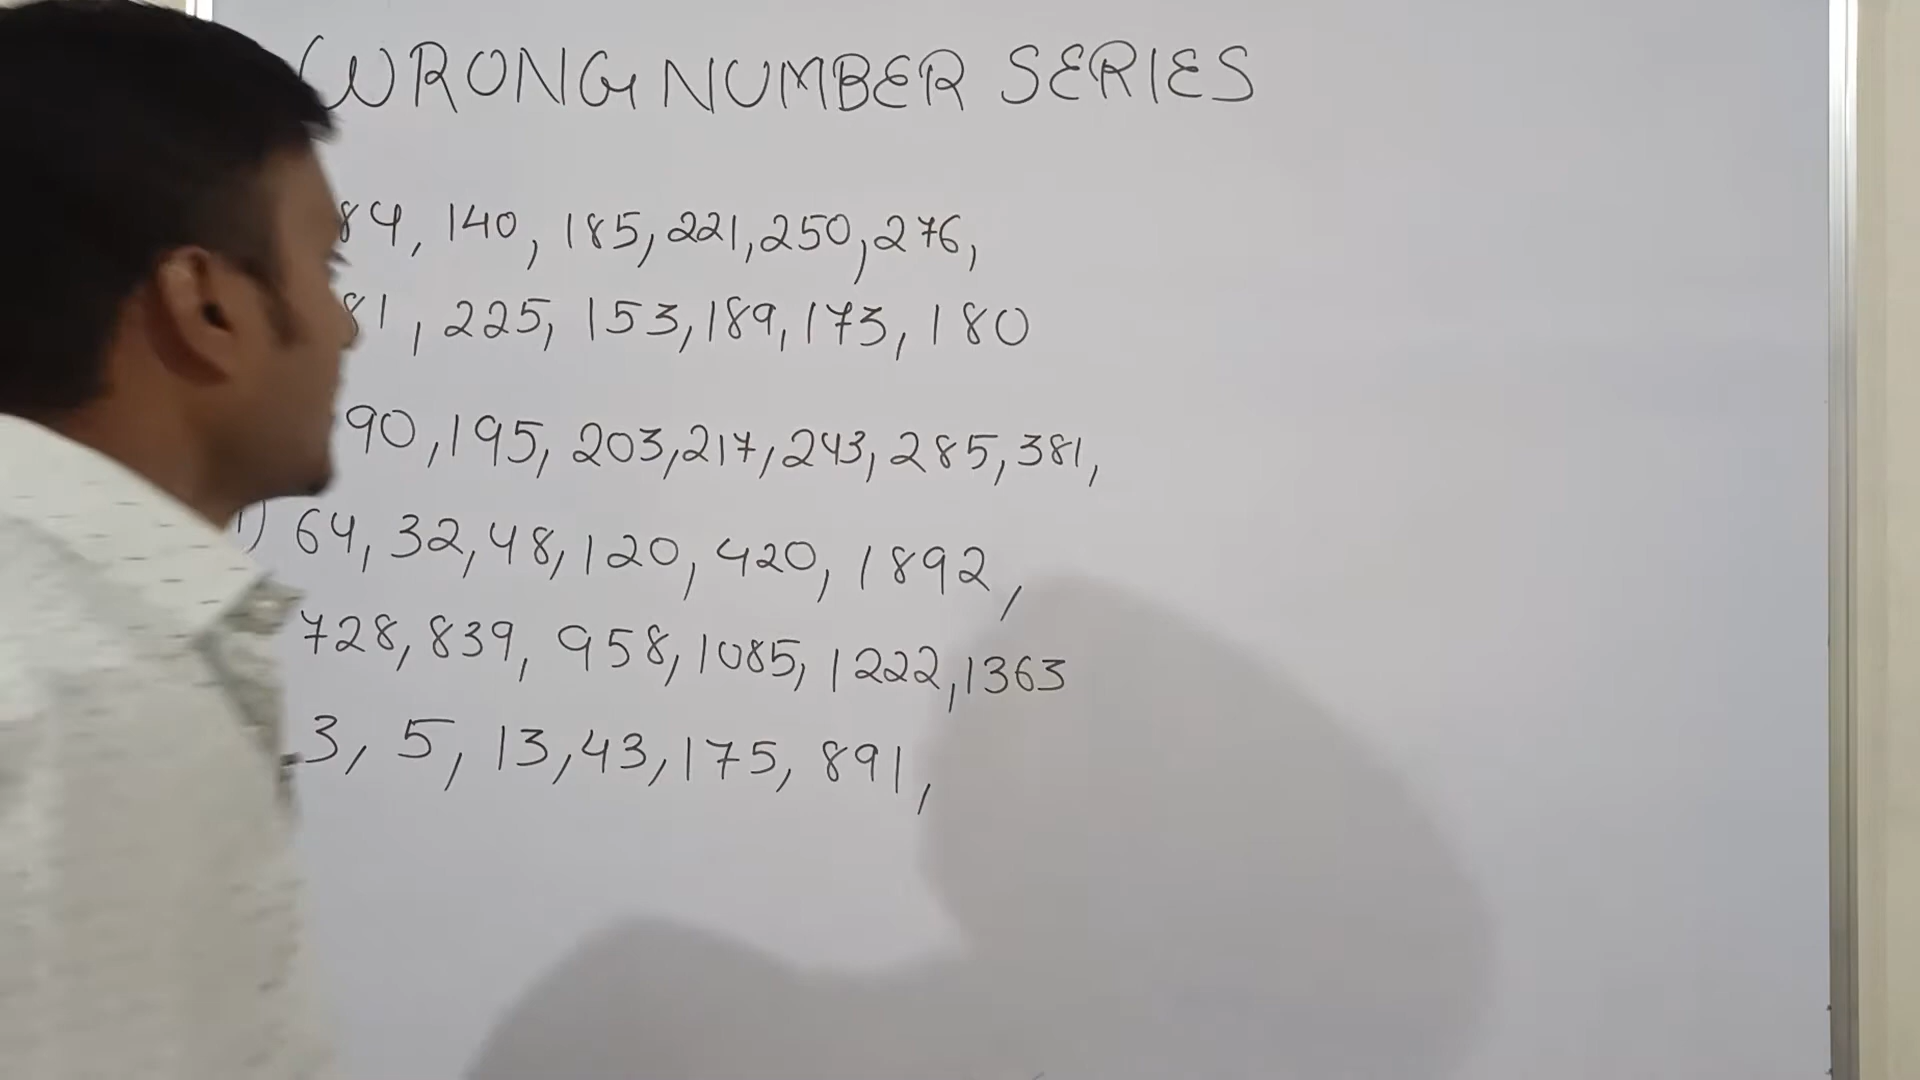 WRONG NUMBER SERIES
84, 140, 185, 221, 250, 276,
81, 225, 153, 189, 173, 180
90, 195, 203, 217, 243, 285, 381,
) 64, 32, 48, 120, 420, 1892,
728, 839, 958, 1085, 1222, 1363
3, 5, 13, 43, 175, 891,